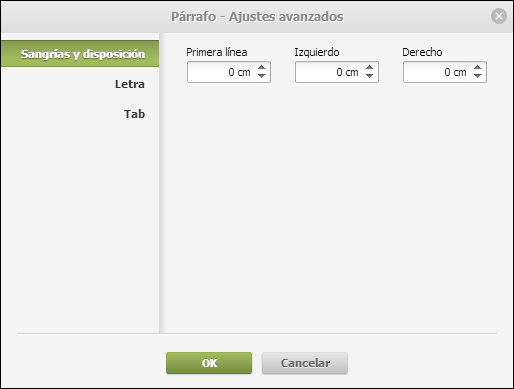 Párrafo - Ajustes avanzados
Sangrías y disposición
Letra
Tab
Primera línea Izquierdo Derecho
0 cm 0 cm 0 cm
OK Cancelar